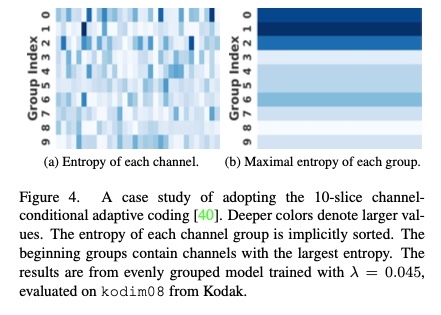 Group Index
0
1
2
3
4
5
6
7
8
9
(a) Entropy of each channel.
Group Index
0
1
2
3
4
5
6
7
8
9
(b) Maximal entropy of each group.
Figure 4. A case study of adopting the 10-slice channel-
conditional adaptive coding [40]. Deeper colors denote larger val-
ues. The entropy of each channel group is implicitly sorted. The
beginning groups contain channels with the largest entropy. The
results are from evenly grouped model trained with λ = 0.045,
evaluated on kodim08 from Kodak.